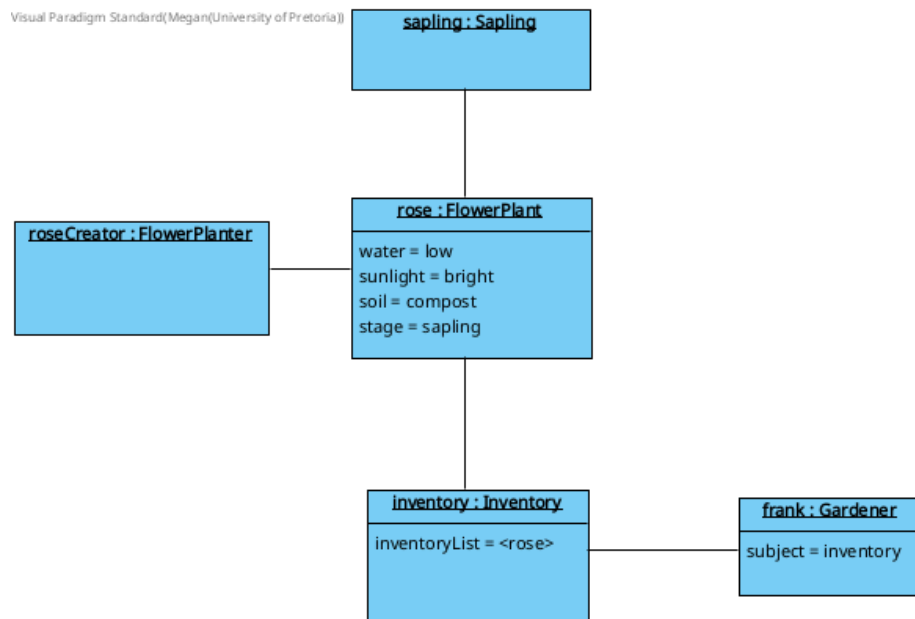 Visual Paradigm Standard(Megan(University of Pretoria))
sapling : Sapling
rose : FlowerPlant
water = low
sunlight = bright
soil = compost
stage = sapling
roseCreator : FlowerPlanter
inventory : Inventory
inventoryList = <rose>
frank : Gardener
subject = inventory